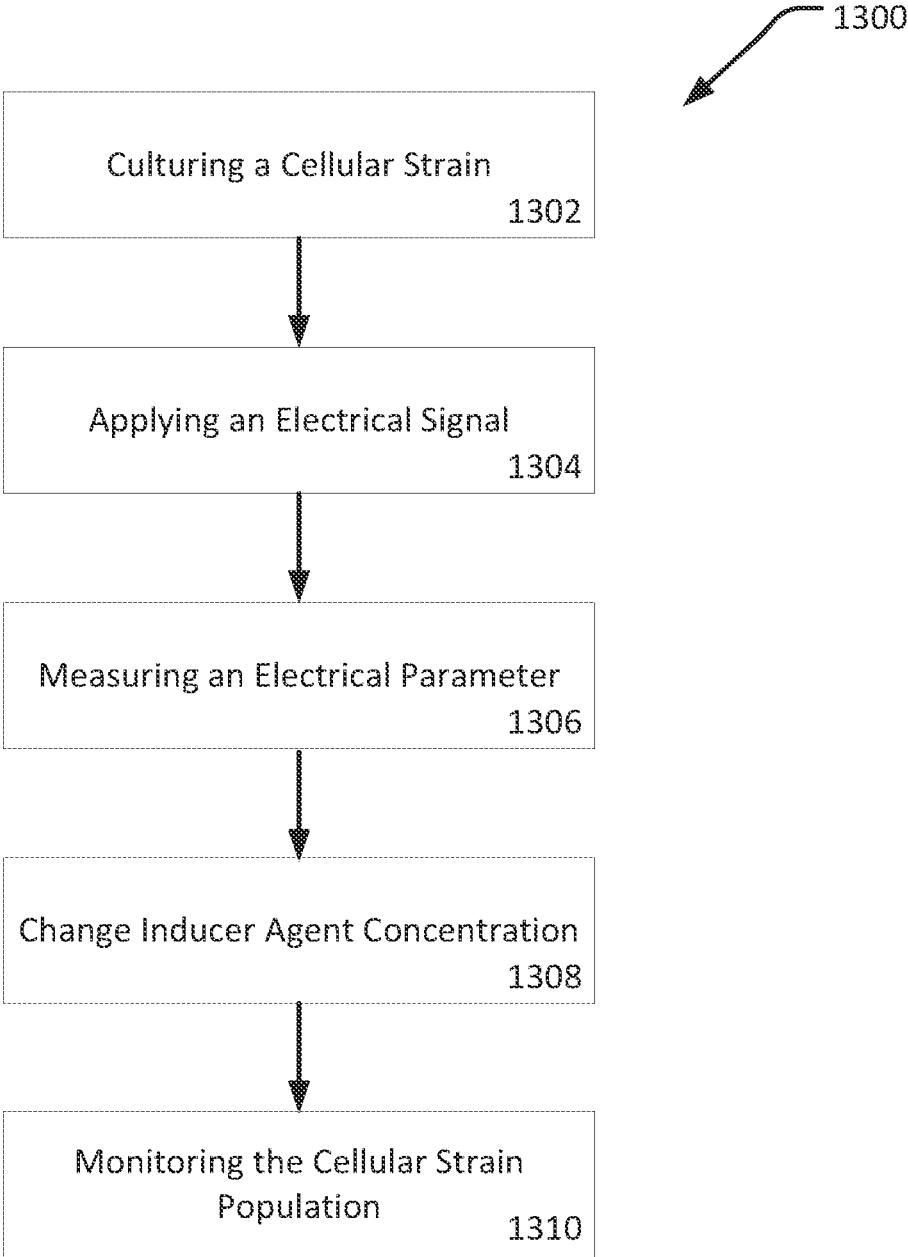 1300
Culturing a Cellular Strain
1302
Applying an Electrical Signal
1304
Measuring an Electrical Parameter
1306
Change Inducer Agent Concentration
1308
Monitoring the Cellular Strain
Population
1310